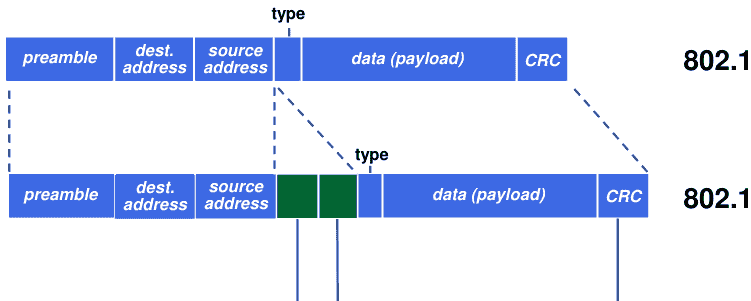 type
preamble
dest.
address
source
address
data (payload)
CRC
802.1
type
preamble
dest.
address
source
address
data (payload)
CRC
802.1